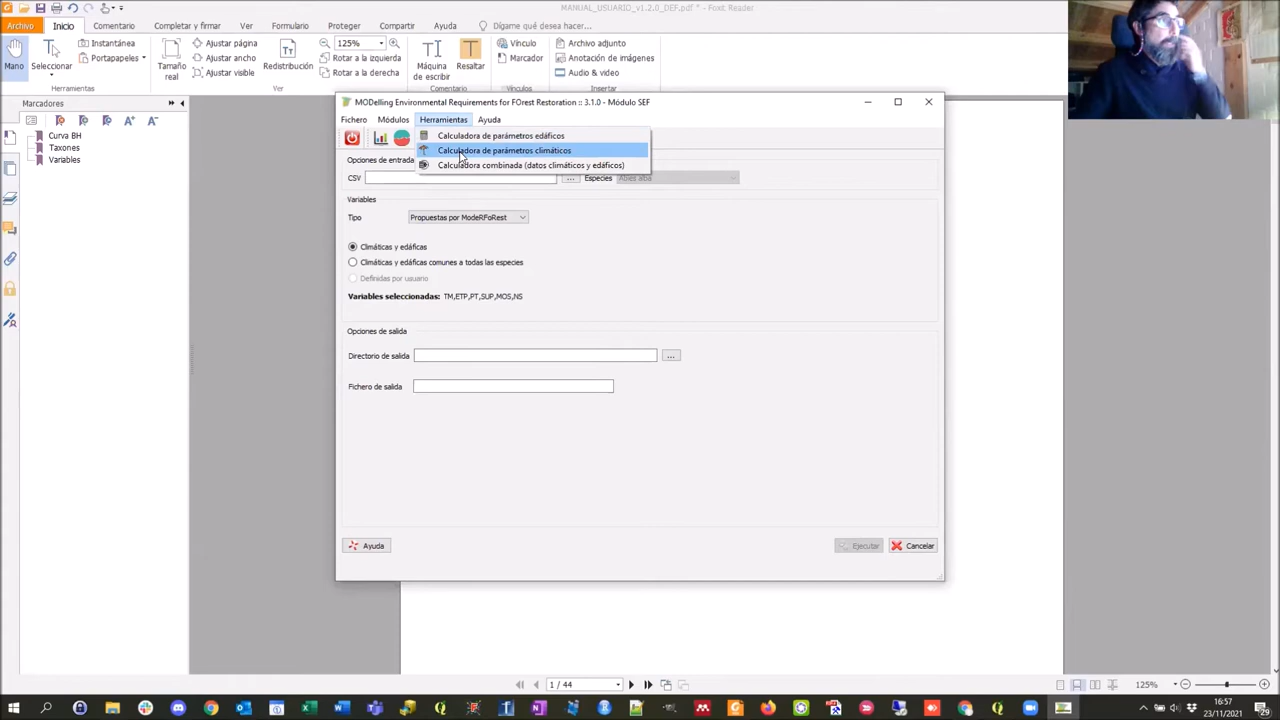 MANUAL_USUARIO_v1.2.0_DEF.pdf * - Foxit Reader
Archivo Inicio Comentario Completar y firmar Formulario Proteger Compartir Ayuda Dígame qué desea hacer...
Mano
Seleccionar
Instantánea
Portapapeles
Herramientas
Tamaño real
Ajustar página
Ajustar ancho
Ajustar visible
Redistribución
125%
Rotar a la izquierda
Rotar a la derecha
Ver
Máquina de escribir
Resaltar
Comentario
Vínculo
Marcador
Vínculos
Archivo adjunto
Anotación de imágenes
Audio & vídeo
Insertar
Marcadores
Curva BH
Taxones
Variables
MODelling Environmental Requirements for FOrest Restoration :: 3.1.0 - Módulo SEF
Fichero Módulos Herramientas Ayuda
Calculadora de parámetros edáficos
Calculadora de parámetros climáticos
Calculadora combinada (datos climáticos y edáficos)
Opciones de entrada
CSV ... Especies Abies alba
Variables
Tipo Propuestas por ModeRFoRest
Climáticas y edáficas
Climáticas y edáficas comunes a todas las especies
Definidas por usuario
Variables seleccionadas: TM,ETP,PT,SUP,MOS,NS
Opciones de salida
Directorio de salida ...
Fichero de salida
Ayuda Ejecutar Cancelar
1 / 44 125%
16:57
23/11/2021
29